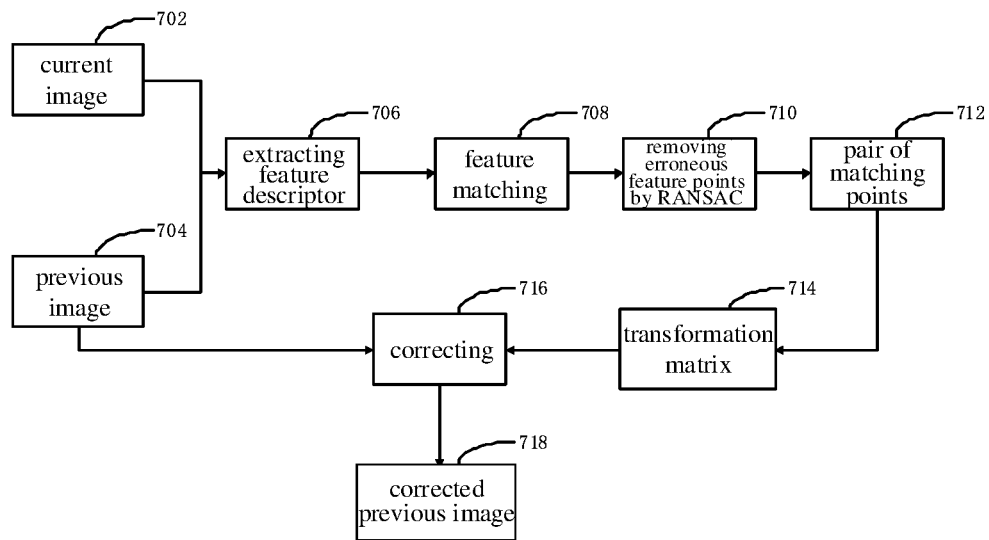 702
current
image
706
extracting
feature
descriptor
708
feature
matching
710
removing
erroneous
feature points
by RANSAC
712
pair of
matching
points
704
previous
image
716
correcting
714
transformation
matrix
718
corrected
previous image